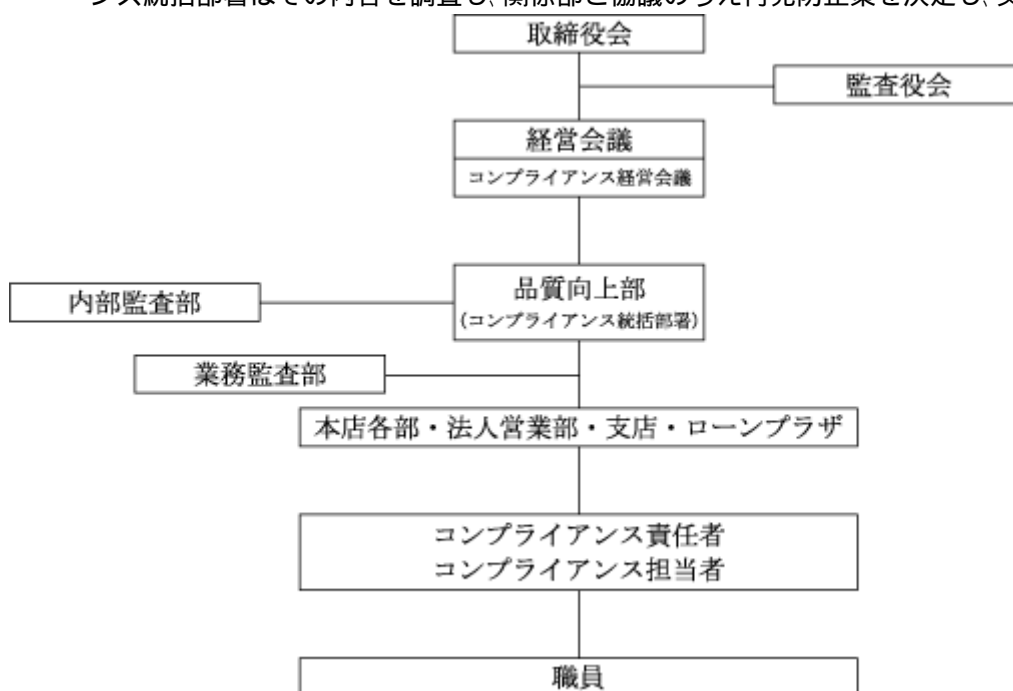 取締役会
監査役会
経営会議
コンプライアンス経営会議
品質向上部
(コンプライアンス統括部署)
内部監査部
業務監査部
本店各部・法人営業部・支店・ローンプラザ
コンプライアンス責任者
コンプライアンス担当者
職員